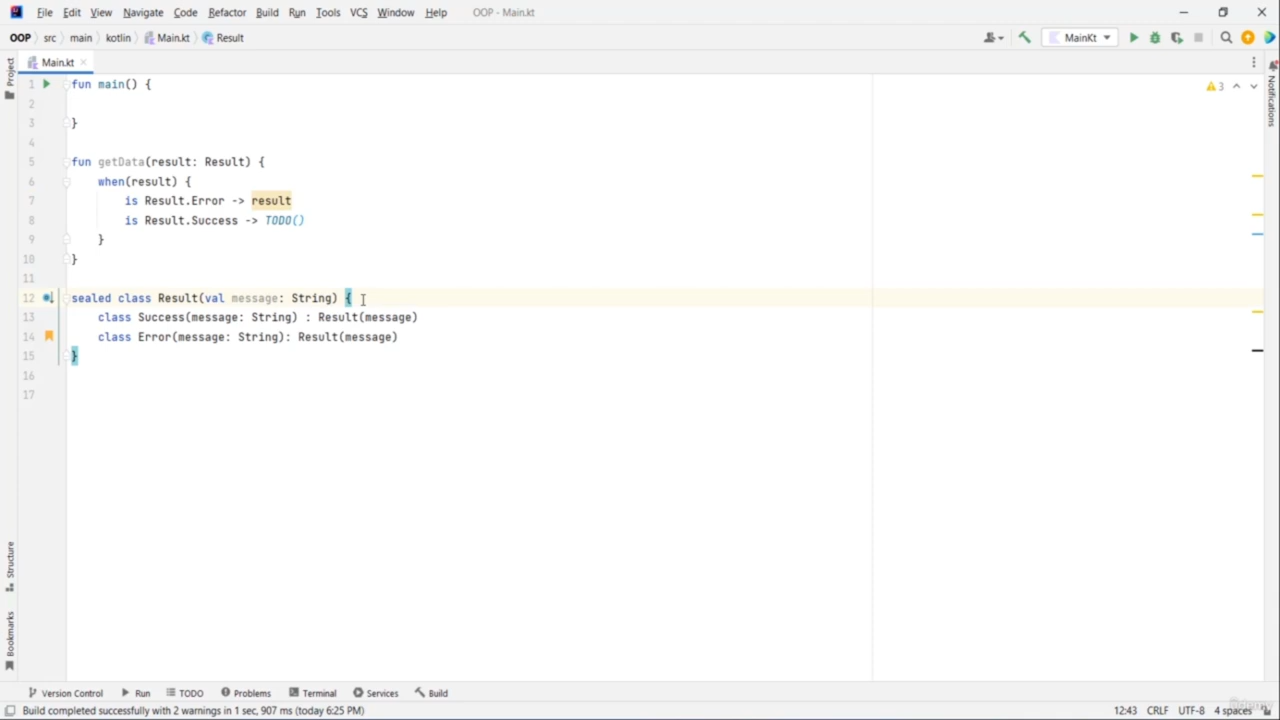 File Edit View Navigate Code Refactor Build Run Tools VCS Window Help OOP - Main.kt
OOP src main kotlin Main.kt Result MainKt
Project Main.kt
1 fun main() { 3
2
3 }
4
5 fun getData(result: Result) {
6 when(result) {
7 is Result.Error -> result
8 is Result.Success -> TODO()
9 }
10 }
11
12 sealed class Result(val message: String) {
13 class Success(message: String) : Result(message)
14 class Error(message: String): Result(message)
15 }
16
17
Notifications
Structure
Bookmarks
Version Control Run TODO Problems Terminal Services Build
Build completed successfully with 2 warnings in 1 sec, 907 ms (today 6:25 PM) 12:43 CRLF UTF-8 4 spaces
ûdemy